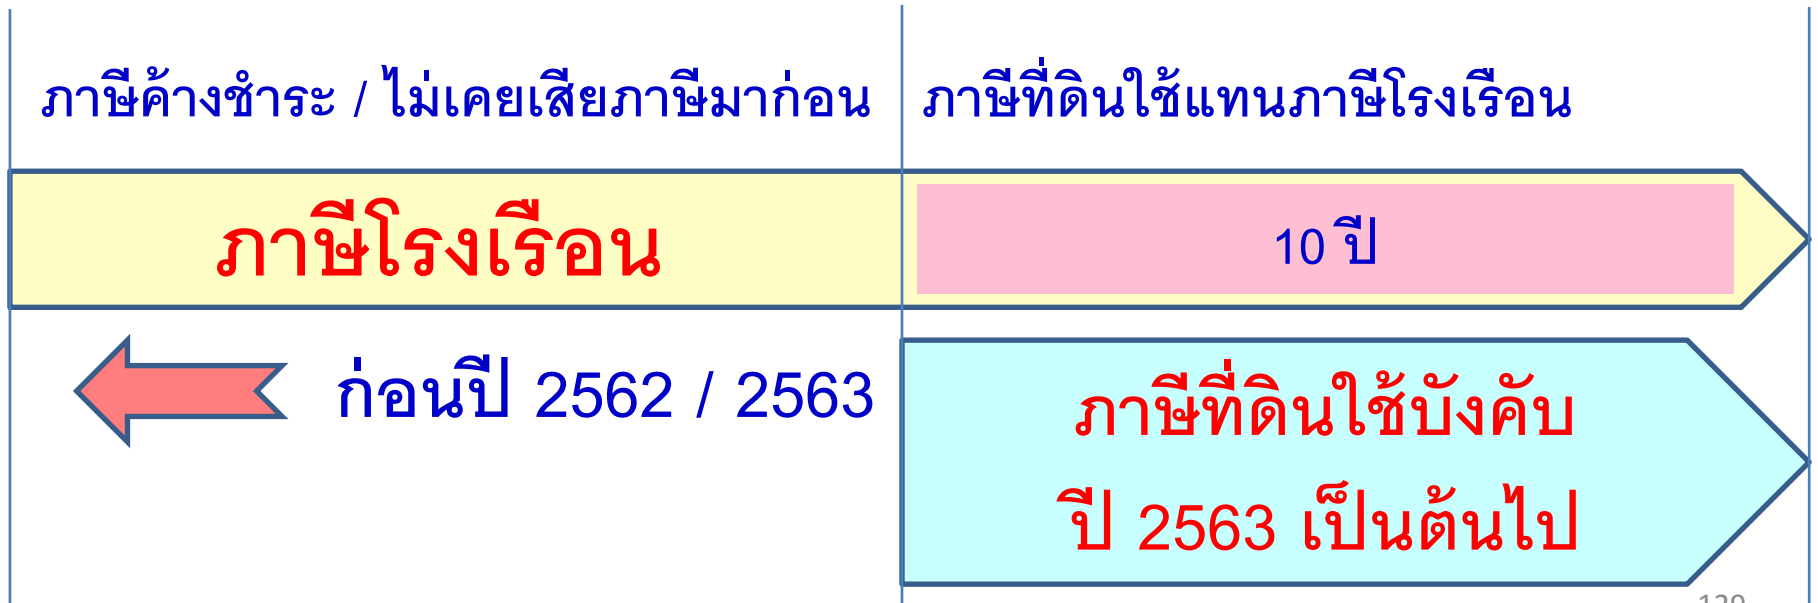 ภาษีค้างชำระ / ไม่เคยเสียภาษีมาก่อน
ภาษีที่ดินใช้แทนภาษีโรงเรือน
ภาษีโรงเรือน
10 ปี
ก่อนปี 2562 / 2563
ภาษีที่ดินใช้บังคับ
ปี 2563 เป็นต้นไป